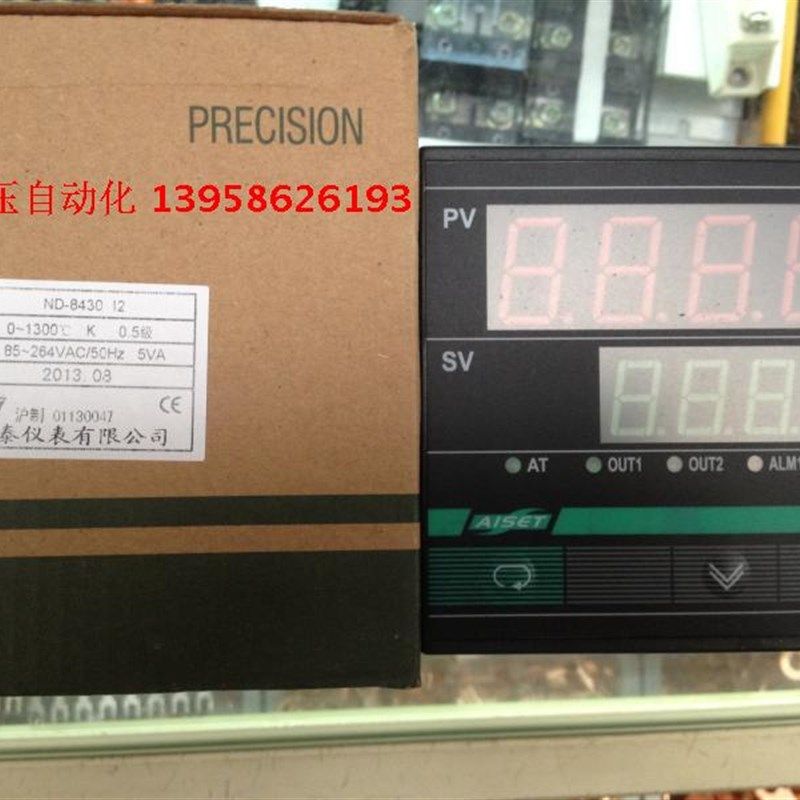 PRECISION
压自动化 13958626193
ND-8430 I2
0~1300℃ K 0.5级
85~264VAC/50Hz 5VA
2013.08
沪制 01130047 CE
泰仪表有限公司
PV
SV
AT OUT1 OUT2 ALM1
AISET